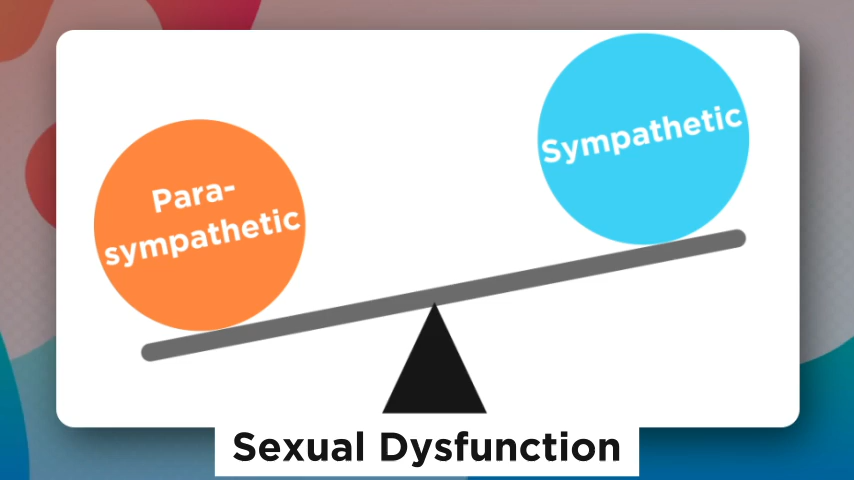 Para-
sympathetic
Sympathetic
Sexual Dysfunction